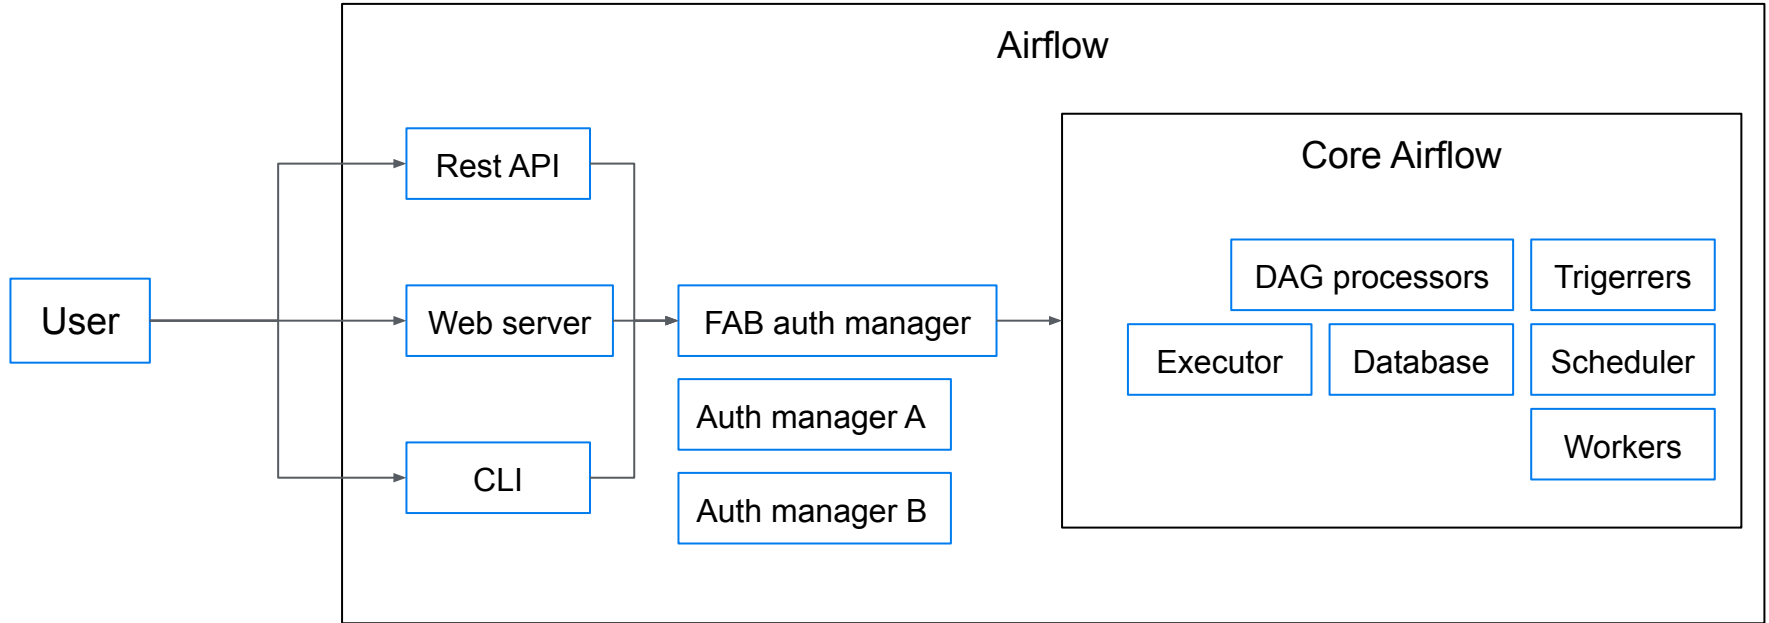 Airflow
Core Airflow
Rest API
DAG processors
Trigerrers
User
Web server
FAB auth manager
Executor
Database
Scheduler
Auth manager A
Workers
CLI
Auth manager B